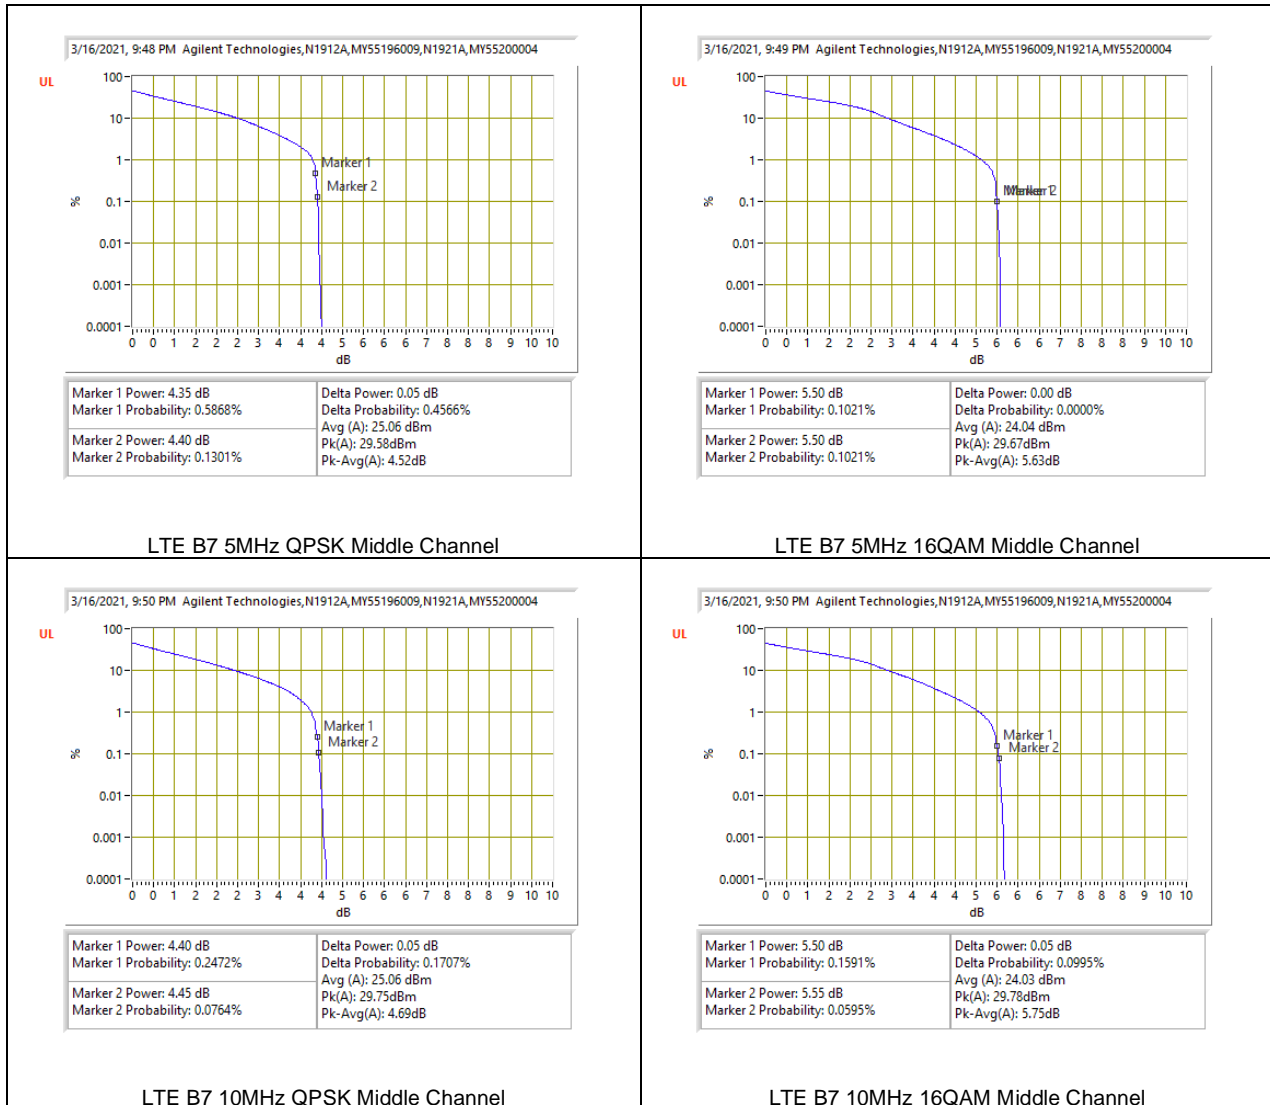 3/16/2021, 9:48 PM Agilent Technologies,N1912A,MY55196009,N1921A,MY55200004
UL
100
10
1
0.1
0.01
0.001
0.0001
%
Marker 1
Marker 2
0 0 1 2 2 2 3 4 4 4 5 6 6 6 7 8 8 8 9 10 10
dB
Marker 1 Power: 4.35 dB
Marker 1 Probability: 0.5868%
Marker 2 Power: 4.40 dB
Marker 2 Probability: 0.1301%
Delta Power: 0.05 dB
Delta Probability: 0.4566%
Avg (A): 25.06 dBm
Pk(A): 29.58dBm
Pk-Avg(A): 4.52dB
LTE B7 5MHz QPSK Middle Channel
3/16/2021, 9:49 PM Agilent Technologies,N1912A,MY55196009,N1921A,MY55200004
UL
100
10
1
0.1
0.01
0.001
0.0001
%
0 0 1 2 2 2 3 4 4 4 5 6 6 6 7 8 8 8 9 10 10
dB
Marker 1 Power: 5.50 dB
Marker 1 Probability: 0.1021%
Marker 2 Power: 5.50 dB
Marker 2 Probability: 0.1021%
Delta Power: 0.00 dB
Delta Probability: 0.0000%
Avg (A): 24.04 dBm
Pk(A): 29.67dBm
Pk-Avg(A): 5.63dB
LTE B7 5MHz 16QAM Middle Channel
3/16/2021, 9:50 PM Agilent Technologies,N1912A,MY55196009,N1921A,MY55200004
UL
100
10
1
0.1
0.01
0.001
0.0001
%
Marker 1
Marker 2
0 0 1 2 2 2 3 4 4 4 5 6 6 6 7 8 8 8 9 10 10
dB
Marker 1 Power: 4.40 dB
Marker 1 Probability: 0.2472%
Marker 2 Power: 4.45 dB
Marker 2 Probability: 0.0764%
Delta Power: 0.05 dB
Delta Probability: 0.1707%
Avg (A): 25.06 dBm
Pk(A): 29.75dBm
Pk-Avg(A): 4.69dB
LTE B7 10MHz QPSK Middle Channel
3/16/2021, 9:50 PM Agilent Technologies,N1912A,MY55196009,N1921A,MY55200004
UL
100
10
1
0.1
0.01
0.001
0.0001
%
Marker 1
Marker 2
0 0 1 2 2 2 3 4 4 4 5 6 6 6 7 8 8 8 9 10 10
dB
Marker 1 Power: 5.50 dB
Marker 1 Probability: 0.1591%
Marker 2 Power: 5.55 dB
Marker 2 Probability: 0.0595%
Delta Power: 0.05 dB
Delta Probability: 0.0995%
Avg (A): 24.03 dBm
Pk(A): 29.78dBm
Pk-Avg(A): 5.75dB
LTE B7 10MHz 16QAM Middle Channel